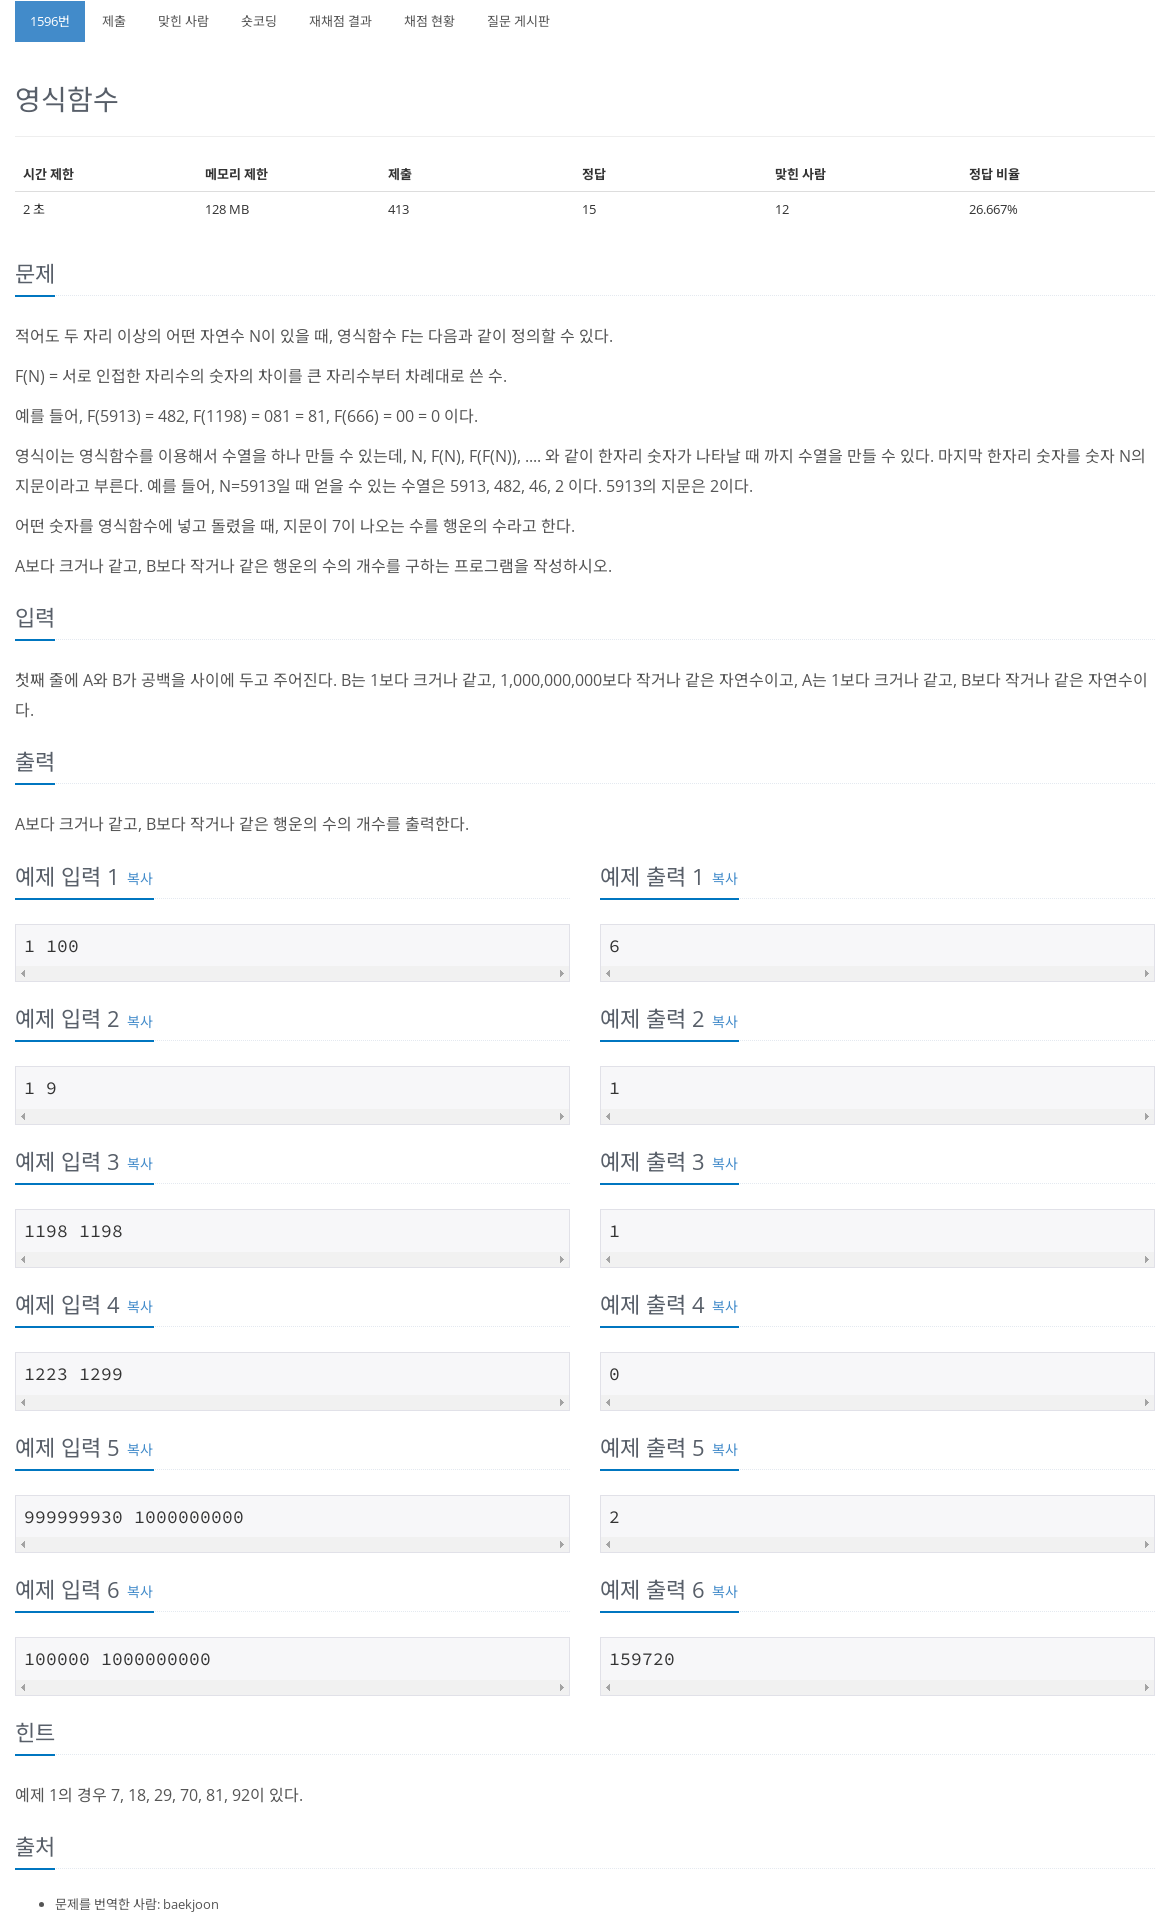 1596번 제출 맞힌 사람 숏코딩 재채점 결과 채점 현황 질문 게시판
영식함수
시간 제한 메모리 제한 제출 정답 맞힌 사람 정답 비율
2 초 128 MB 413 15 12 26.667%
문제
적어도 두 자리 이상의 어떤 자연수 N이 있을 때, 영식함수 F는 다음과 같이 정의할 수 있다.
F(N) = 서로 인접한 자리수의 숫자의 차이를 큰 자리수부터 차례대로 쓴 수.
예를 들어, F(5913) = 482, F(1198) = 081 = 81, F(666) = 00 = 0 이다.
영식이는 영식함수를 이용해서 수열을 하나 만들 수 있는데, N, F(N), F(F(N)), .... 와 같이 한자리 숫자가 나타날 때 까지 수열을 만들 수 있다. 마지막 한자리 숫자를 숫자 N의
지문이라고 부른다. 예를 들어, N=5913일 때 얻을 수 있는 수열은 5913, 482, 46, 2 이다. 5913의 지문은 2이다.
어떤 숫자를 영식함수에 넣고 돌렸을 때, 지문이 7이 나오는 수를 행운의 수라고 한다.
A보다 크거나 같고, B보다 작거나 같은 행운의 수의 개수를 구하는 프로그램을 작성하시오.
입력
첫째 줄에 A와 B가 공백을 사이에 두고 주어진다. B는 1보다 크거나 같고, 1,000,000,000보다 작거나 같은 자연수이고, A는 1보다 크거나 같고, B보다 작거나 같은 자연수이
다.
출력
A보다 크거나 같고, B보다 작거나 같은 행운의 수의 개수를 출력한다.
예제 입력 1 복사 예제 출력 1 복사
1 100 6
예제 입력 2 복사 예제 출력 2 복사
1 9 1
예제 입력 3 복사 예제 출력 3 복사
1198 1198 1
예제 입력 4 복사 예제 출력 4 복사
1223 1299 0
예제 입력 5 복사 예제 출력 5 복사
999999930 1000000000 2
예제 입력 6 복사 예제 출력 6 복사
100000 1000000000 159720
힌트
예제 1의 경우 7, 18, 29, 70, 81, 92이 있다.
출처
문제를 번역한 사람: baekjoon